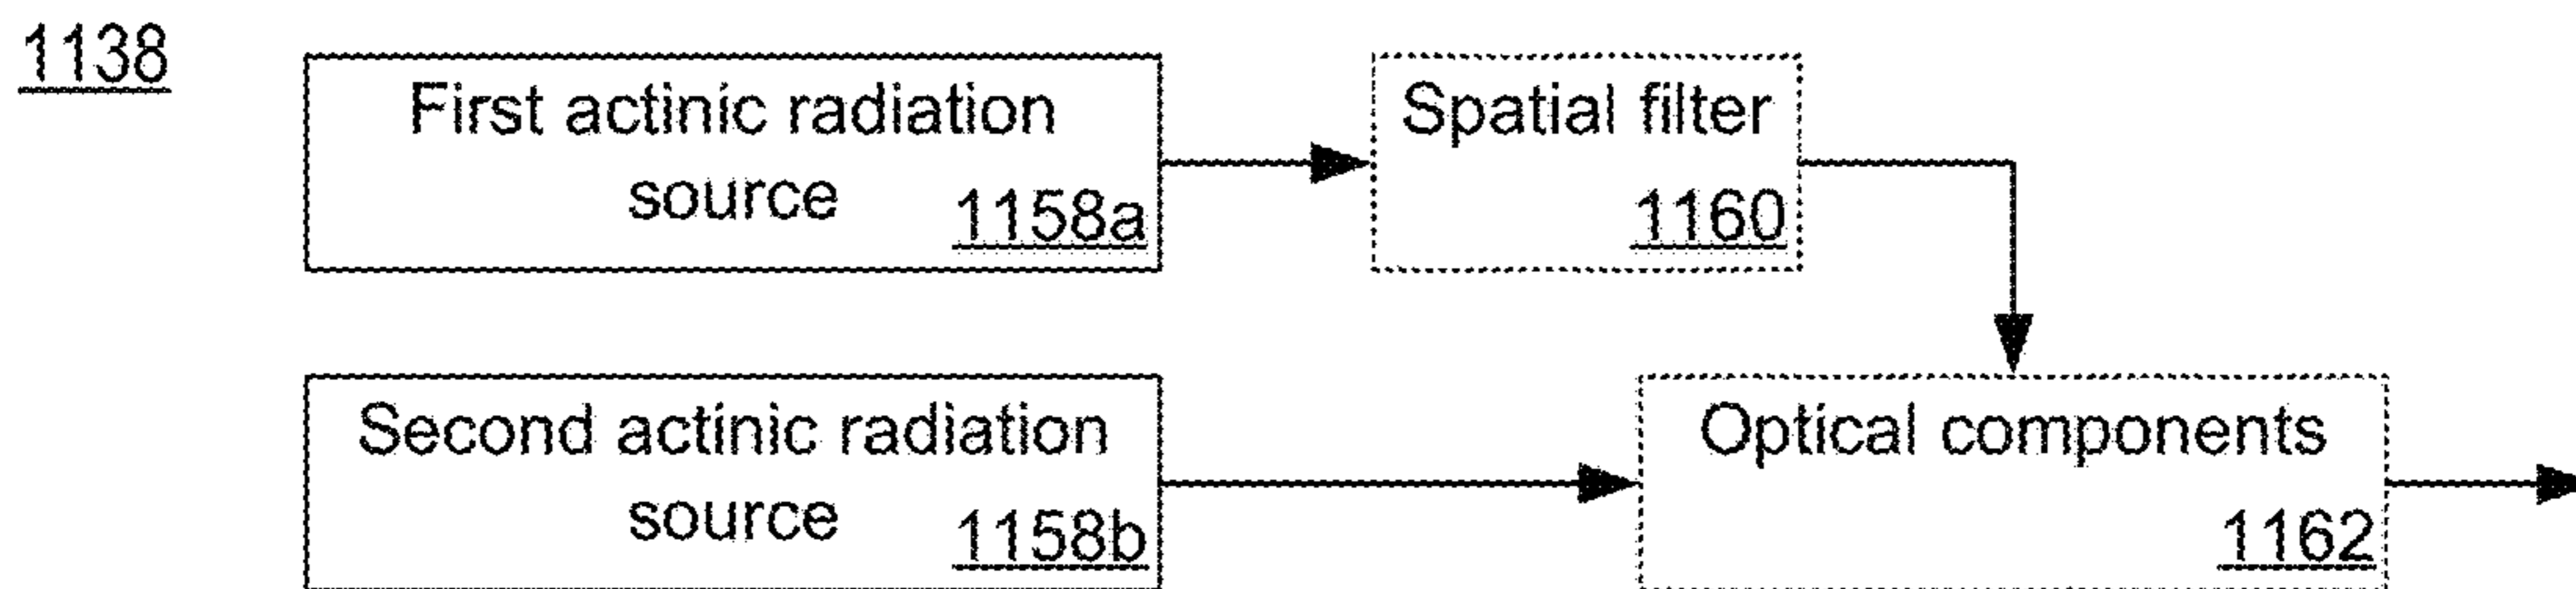 1138
First actinic radiation
source 1158a
Spatial filter
1160
Second actinic radiation
source 1158b
Optical components
1162